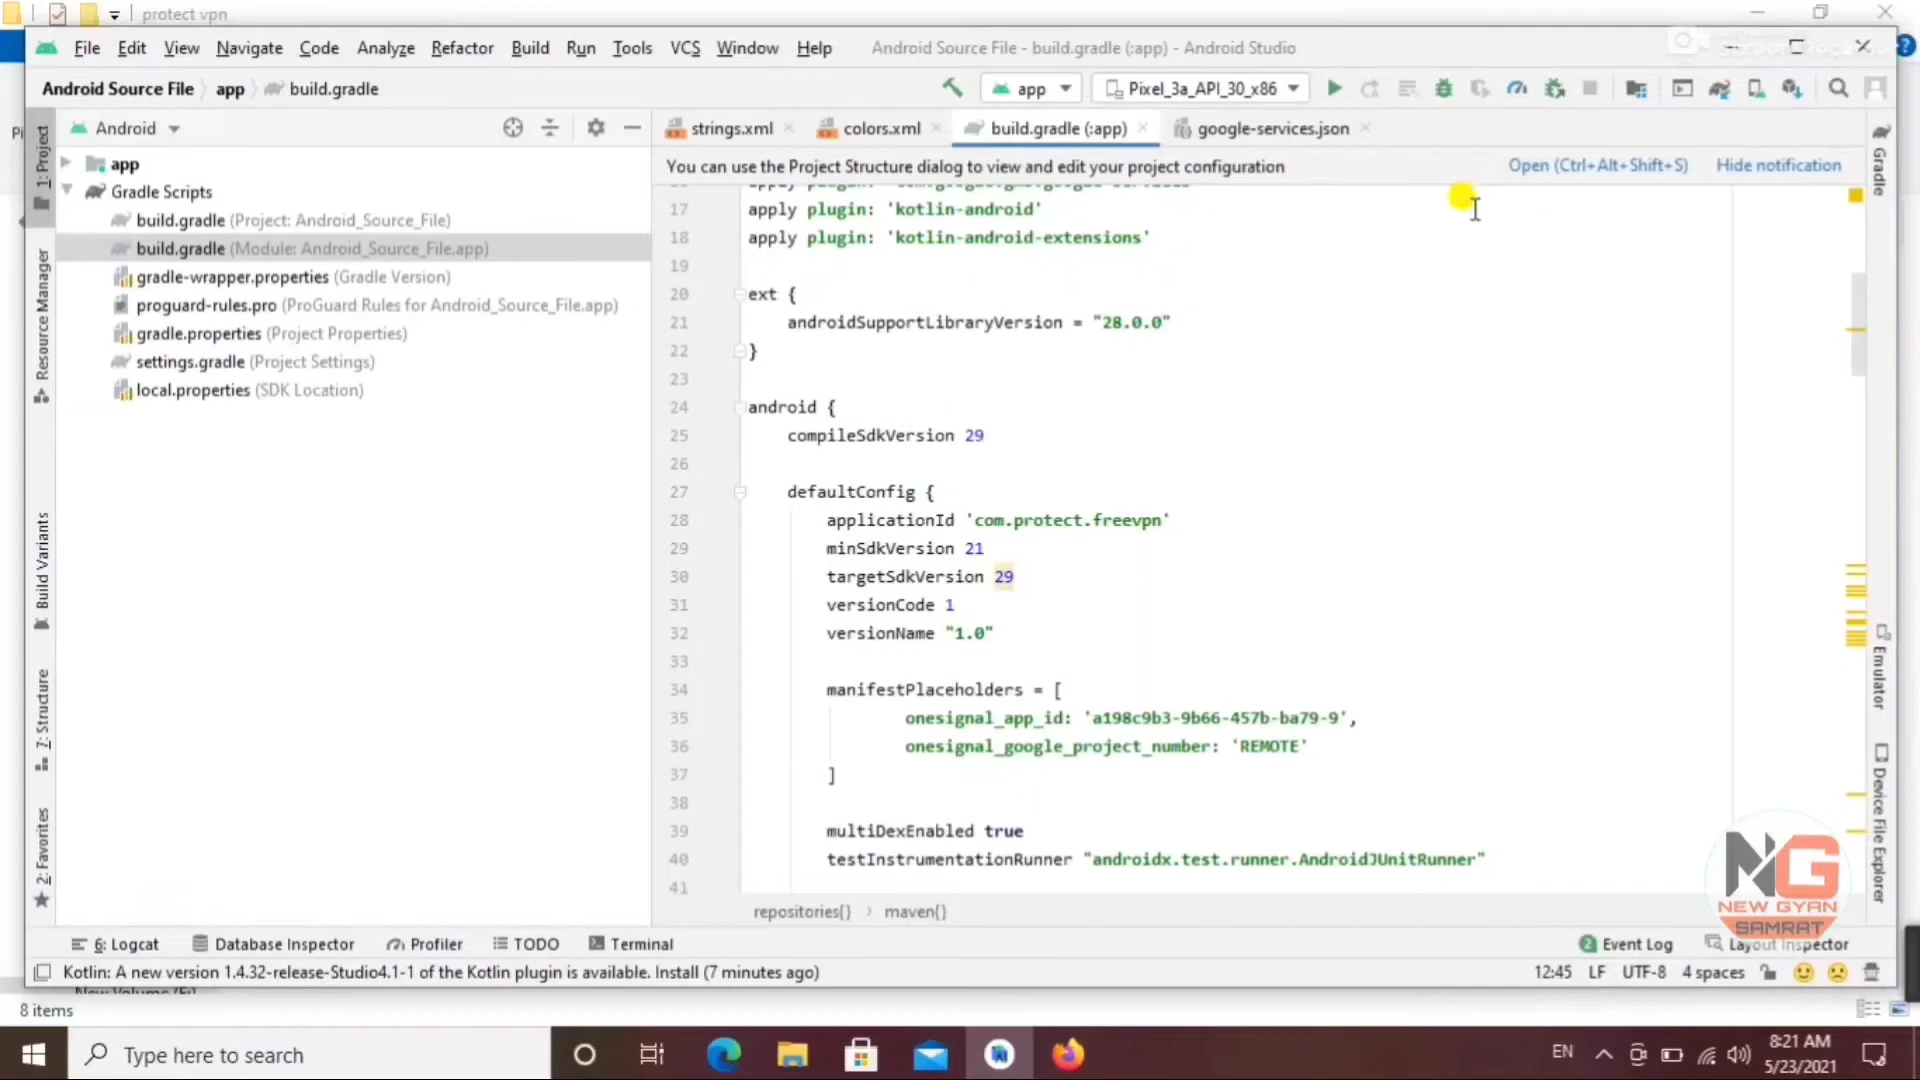 protect vpn
File Edit View Navigate Code Analyze Refactor Build Run Tools VCS Window Help Android Source File - build.gradle (:app) - Android Studio
Android Source File app build.gradle app Pixel_3a_API_30_x86
Android
strings.xml colors.xml build.gradle (:app) google-services.json
You can use the Project Structure dialog to view and edit your project configuration Open (Ctrl+Alt+Shift+S) Hide notification
app
Gradle Scripts
build.gradle (Project: Android_Source_File)
build.gradle (Module: Android_Source_File.app)
gradle-wrapper.properties (Gradle Version)
proguard-rules.pro (ProGuard Rules for Android_Source_File.app)
gradle.properties (Project Properties)
settings.gradle (Project Settings)
local.properties (SDK Location)
1: Project
Resource Manager
Build Variants
7: Structure
2: Favorites
17 apply plugin: 'kotlin-android'
18 apply plugin: 'kotlin-android-extensions'
19
20 ext {
21 androidSupportLibraryVersion = "28.0.0"
22 }
23
24 android {
25 compileSdkVersion 29
26
27 defaultConfig {
28 applicationId 'com.protect.freevpn'
29 minSdkVersion 21
30 targetSdkVersion 29
31 versionCode 1
32 versionName "1.0"
33
34 manifestPlaceholders = [
35 onesignal_app_id: 'a198c9b3-9b66-457b-ba79-9',
36 onesignal_google_project_number: 'REMOTE'
37 ]
38
39 multiDexEnabled true
40 testInstrumentationRunner "androidx.test.runner.AndroidJUnitRunner"
41
repositories{} maven{}
Gradle
Emulator
Device File Explorer
NG
NEW GYAN
SAMRAT
6: Logcat Database Inspector Profiler TODO Terminal 2 Event Log Layout Inspector
Kotlin: A new version 1.4.32-release-Studio4.1-1 of the Kotlin plugin is available. Install (7 minutes ago) 12:45 LF UTF-8 4 spaces
8 items
Type here to search EN 8:21 AM
5/23/2021